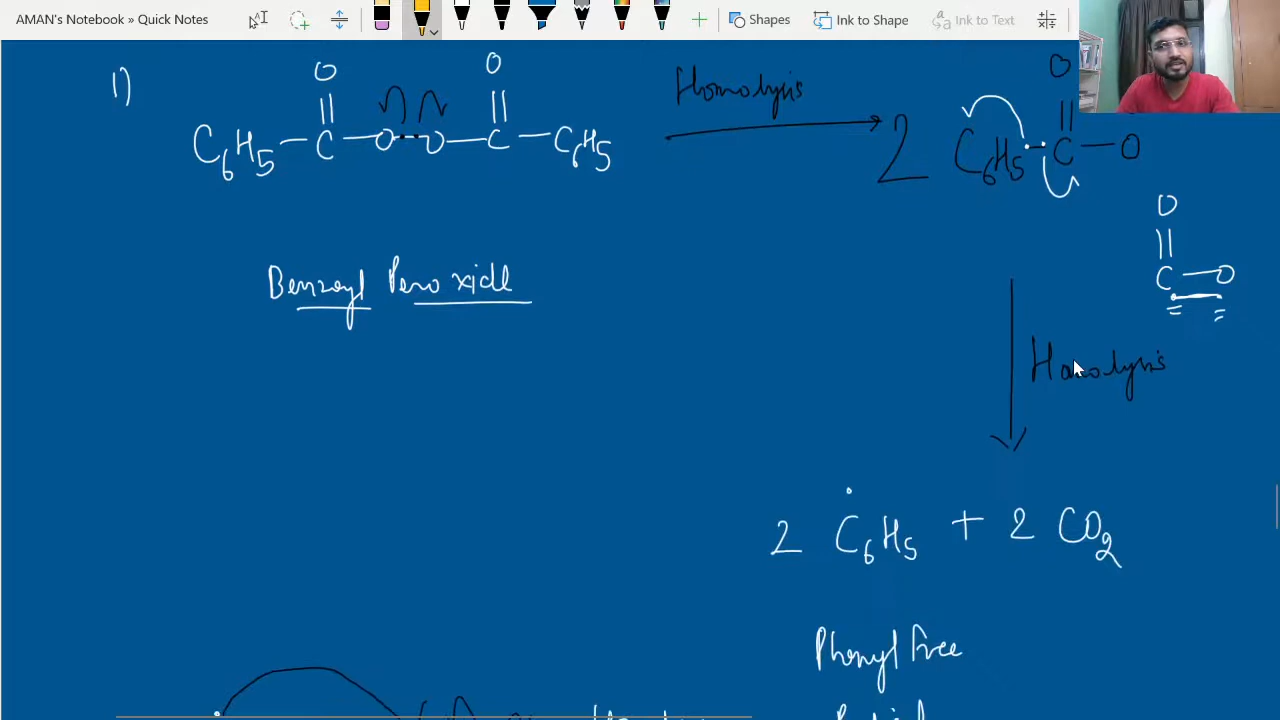 AMAN's Notebook » Quick Notes
Shapes
Ink to Shape
Ink to Text
1)
O O O
|| || ||
C6H5—C—O—O—C—C6H5
Homolysis
2 C6H5—C—O
O
||
C—O
Benzoyl Peroxide
Homolysis
2 C6H5 + 2 CO2
Phenyl Free